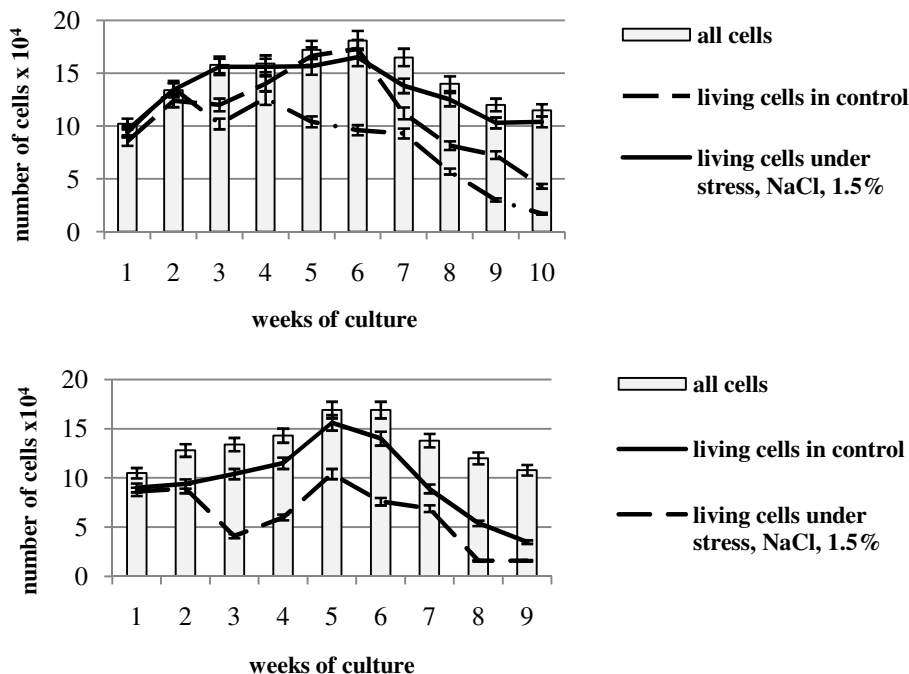 number of cells x 10⁴
20
15
10
5
0
1 2 3 4 5 6 7 8 9 10
weeks of culture
all cells
living cells in control
living cells under
stress, NaCl, 1.5%
number of cells x10⁴
20
15
10
5
0
1 2 3 4 5 6 7 8 9
weeks of culture
all cells
living cells in control
living cells under
stress, NaCl, 1.5%